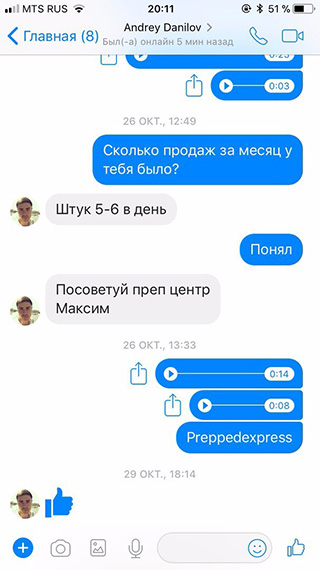 MTS RUS 20:11 51 %
Главная (8) Andrey Danilov
Был(-а) онлайн 5 мин назад
0:03
26 ОКТ., 12:49
Сколько продаж за месяц у
тебя было?
Штук 5-6 в день
Понял
Посоветуй преп центр
Максим
26 ОКТ., 13:33
0:14
0:08
Preppedexpress
29 ОКТ., 18:14
Aa